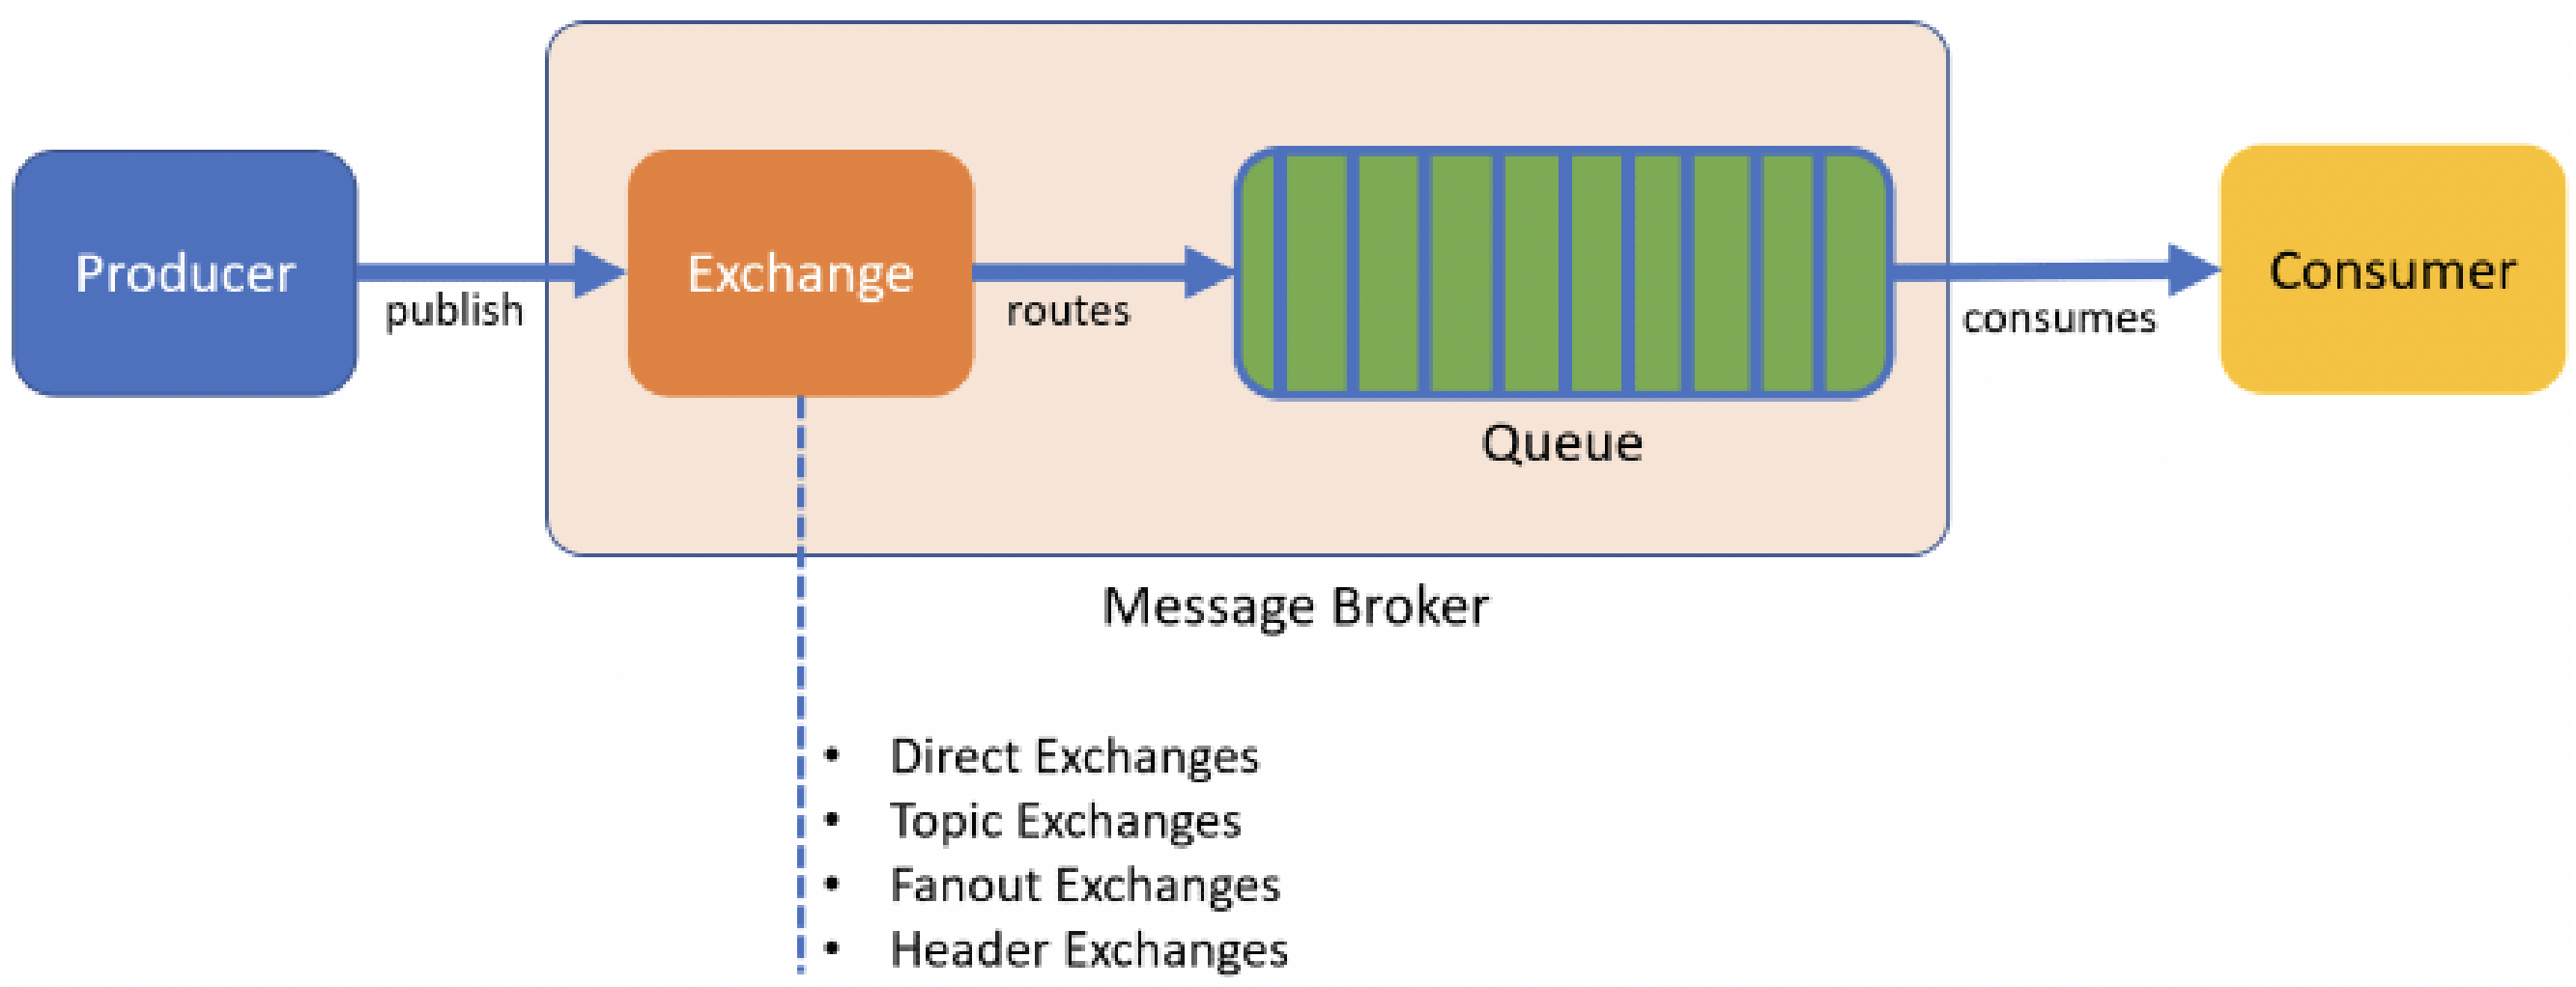 Producer
publish
Exchange
routes
Queue
consumes
Consumer
Message Broker
• Direct Exchanges
• Topic Exchanges
• Fanout Exchanges
• Header Exchanges